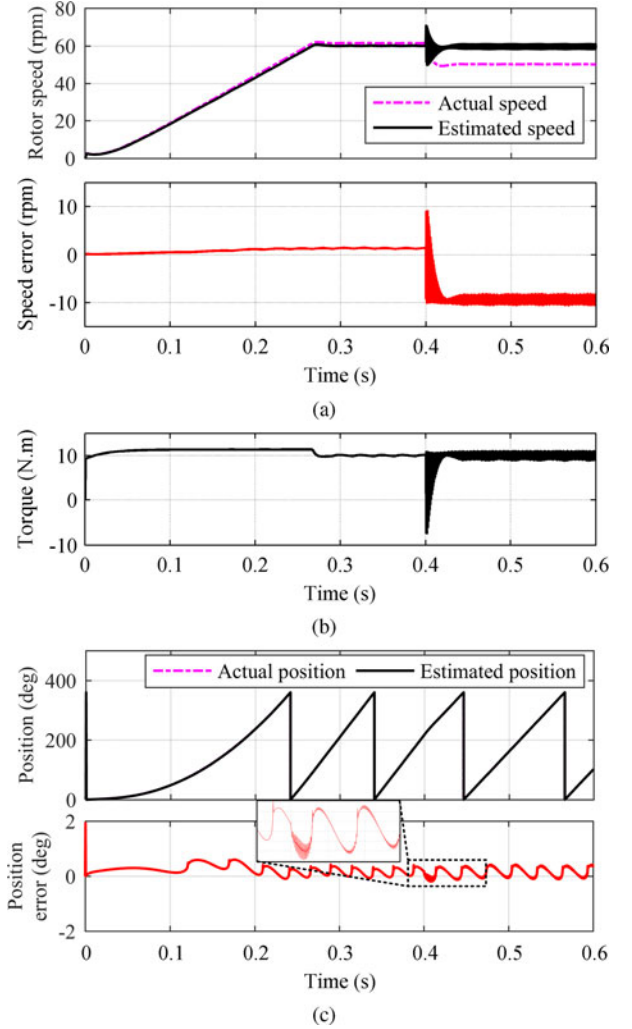 Rotor speed (rpm)
80
60
40
20
0
Actual speed
Estimated speed
Speed error (rpm)
10
0
-10
0 0.1 0.2 0.3 0.4 0.5 0.6
Time (s)
(a)
Torque (N.m)
10
0
-10
0 0.1 0.2 0.3 0.4 0.5 0.6
Time (s)
(b)
Position (deg)
400
200
0
Actual position Estimated position
Position
error (deg)
2
0
-2
0 0.1 0.2 0.3 0.4 0.5 0.6
Time (s)
(c)